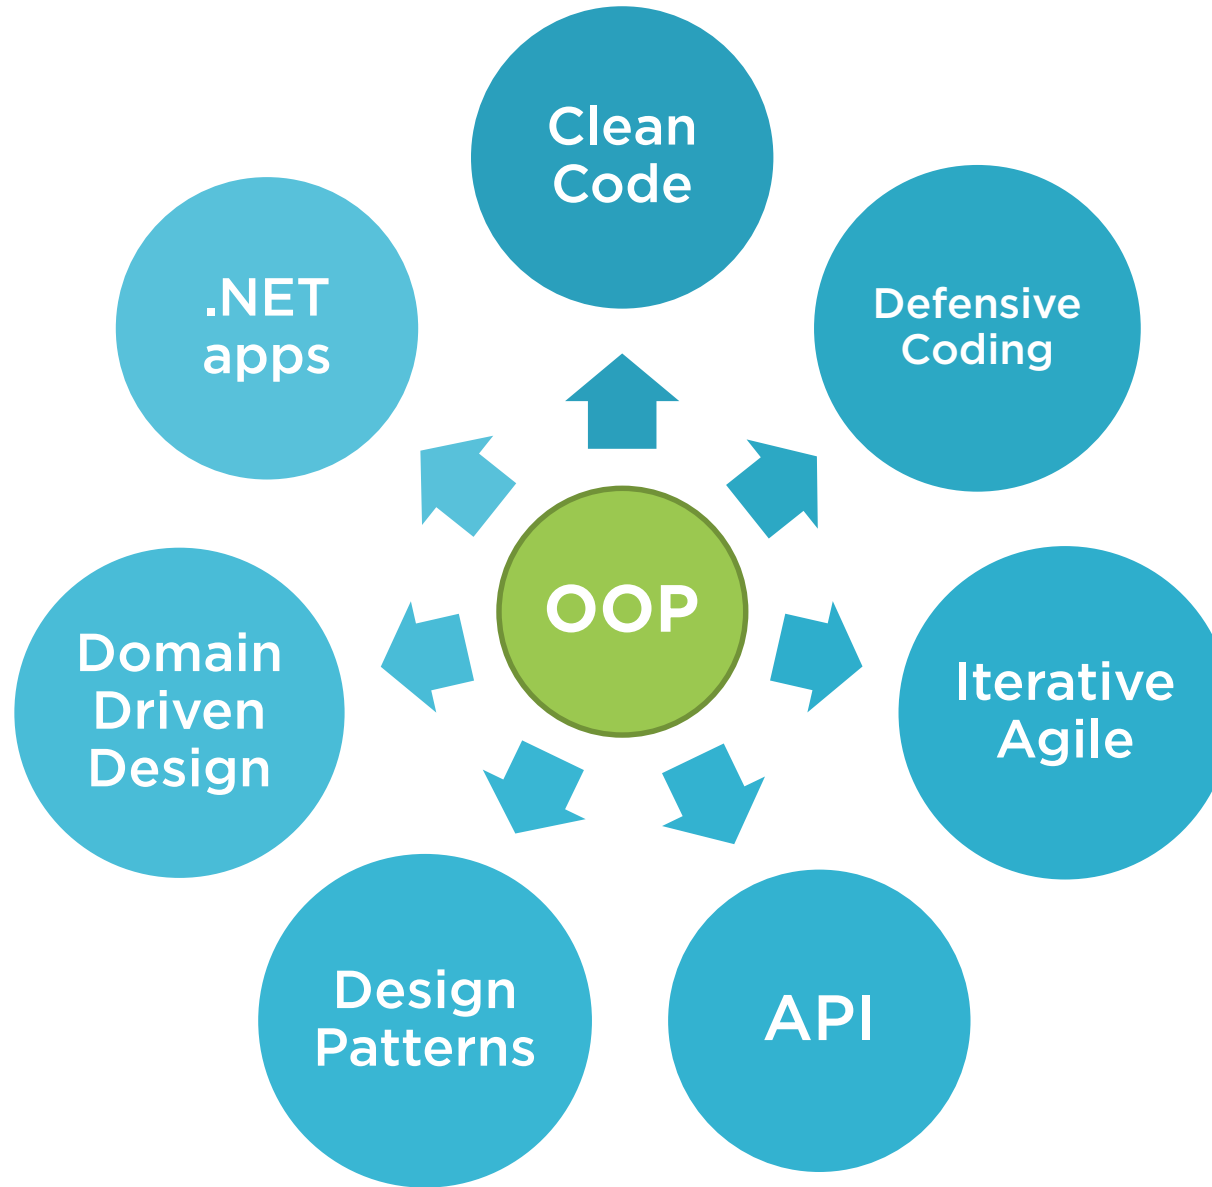 Clean
Code
.NET
apps
Defensive
Coding
OOP
Domain
Driven
Design
Iterative
Agile
Design
Patterns
API